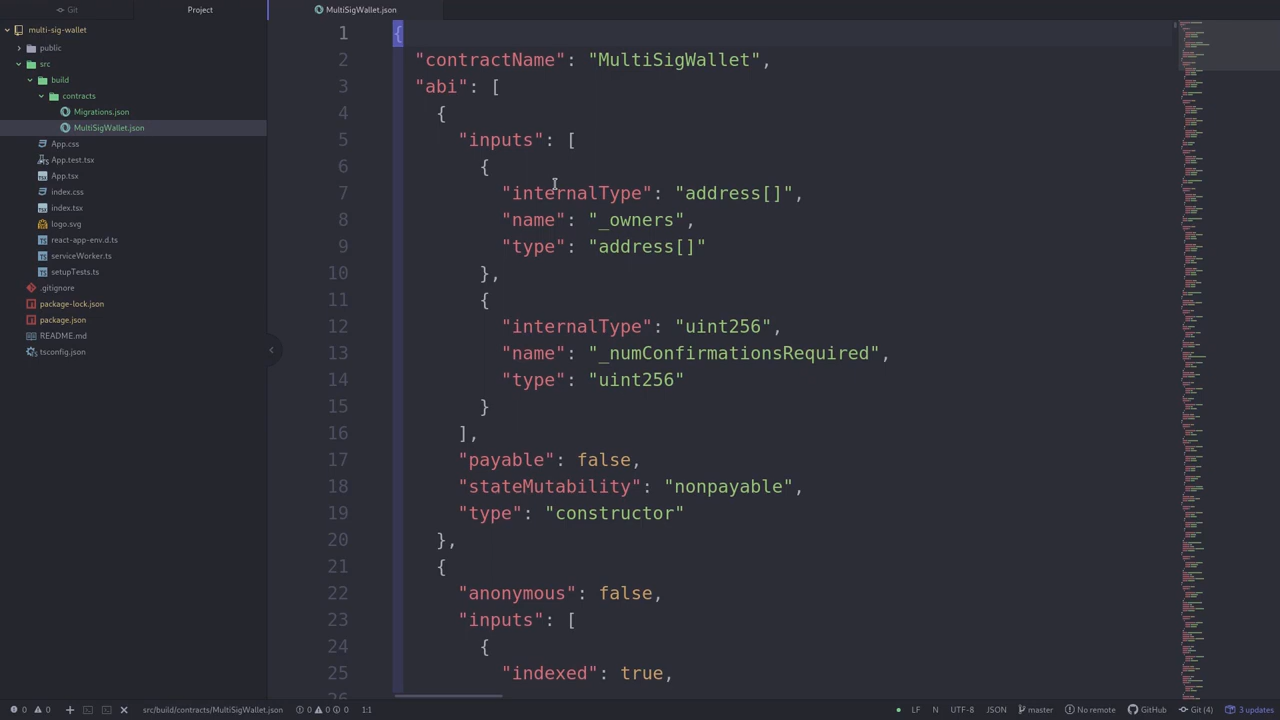 Git
Project
MultiSigWallet.json
multi-sig-wallet
public
src
build
contracts
Migrations.json
MultiSigWallet.json
App.css
App.test.tsx
App.tsx
index.css
index.tsx
logo.svg
react-app-env.d.ts
serviceWorker.ts
setupTests.ts
.gitignore
package-lock.json
package.json
README.md
tsconfig.json
1 {
2 "contractName": "MultiSigWallet",
3 "abi": [
4 {
5 "inputs": [
6 {
7 "internalType": "address[]",
8 "name": "_owners",
9 "type": "address[]"
10 },
11 {
12 "internalType": "uint256",
13 "name": "_numConfirmationsRequired",
14 "type": "uint256"
15 }
16 ],
17 "payable": false,
18 "stateMutability": "nonpayable",
19 "type": "constructor"
20 },
21 {
22 "anonymous": false,
23 "inputs": [
24 {
25 "indexed": true,
0 0 src/build/contracts/MultiSigWallet.json 0 0 0 1:1 LF N UTF-8 JSON master No remote GitHub Git (4) 3 updates